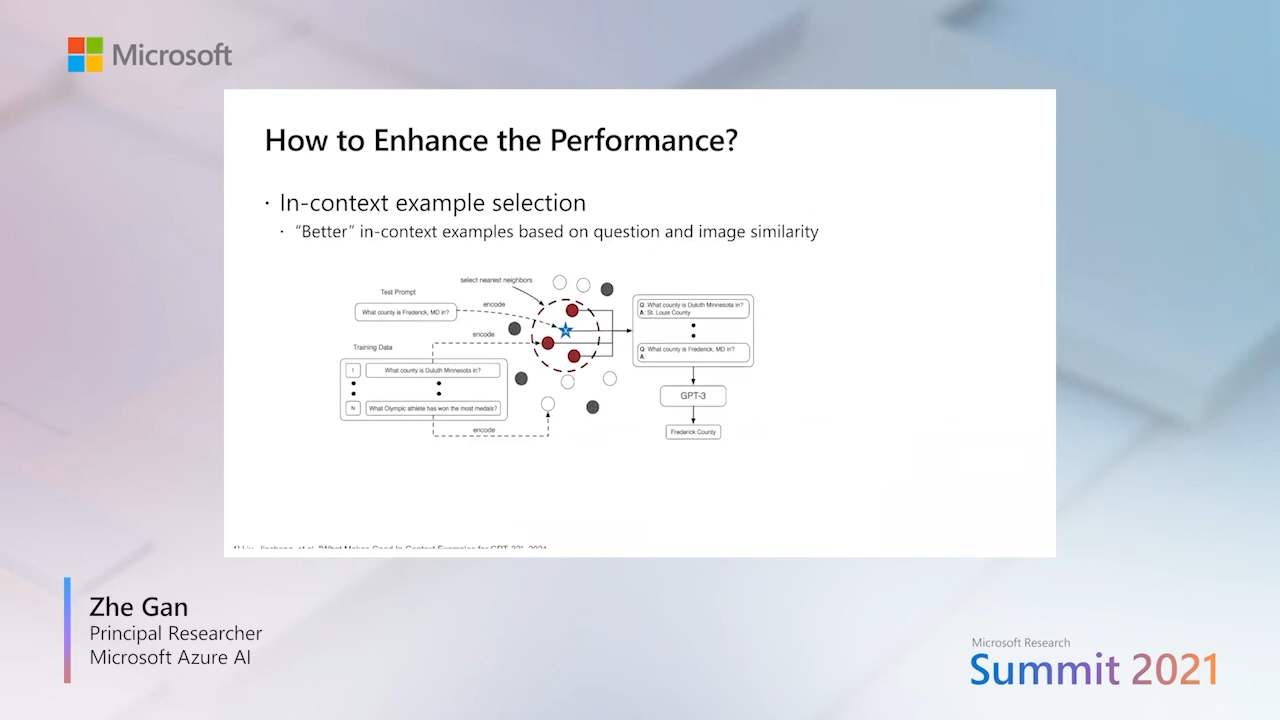 Microsoft
How to Enhance the Performance?
· In-context example selection
· “Better” in-context examples based on question and image similarity
select nearest neighbors
Test Prompt
encode
What county is Frederick, MD in?
encode
Training Data
1
What county is Duluth Minnesota in?
N
What Olympic athlete has won the most medals?
encode
Q: What county is Duluth Minnesota in?
A: St. Louis County
Q: What county is Frederick, MD in?
A:
GPT-3
Frederick County
Zhe Gan
Principal Researcher
Microsoft Azure AI
Microsoft Research
Summit 2021